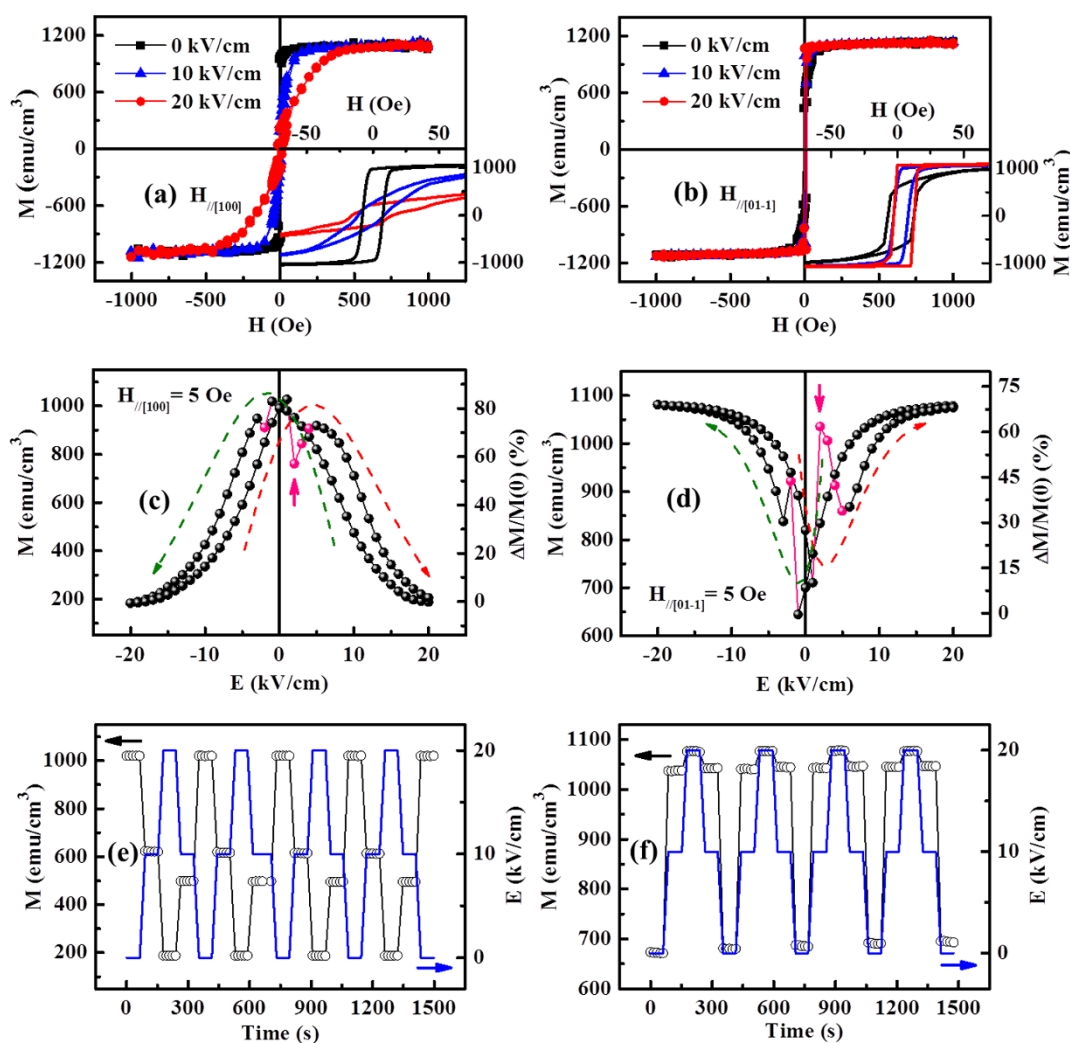 1200
600
0
-600
-1200
M (emu/cm³)
0 kV/cm
10 kV/cm
20 kV/cm
H (Oe)
-50 0 50
(a) H//[100]
1000
0
-1000
-1000 -500 0 500 1000
H (Oe)
1200
600
0
-600
-1200
M (emu/cm³)
0 kV/cm
10 kV/cm
20 kV/cm
H (Oe)
-50 0 50
(b) H//[01-1]
1000
0
-1000
M (emu/cm³)
-1000 -500 0 500 1000
H (Oe)
1000
800
600
400
200
M (emu/cm³)
H//[100]= 5 Oe
(c)
80
60
40
20
0
ΔM/M(0) (%)
-20 -10 0 10 20
E (kV/cm)
1100
1000
900
800
700
600
M (emu/cm³)
(d)
H//[01-1]= 5 Oe
75
60
45
30
15
0
ΔM/M(0) (%)
-20 -10 0 10 20
E (kV/cm)
1000
800
600
400
200
M (emu/cm³)
(e)
20
10
0
E (kV/cm)
0 300 600 900 1200 1500
Time (s)
1100
1000
900
800
700
600
M (emu/cm³)
(f)
20
10
0
E (kV/cm)
0 300 600 900 1200 1500
Time (s)